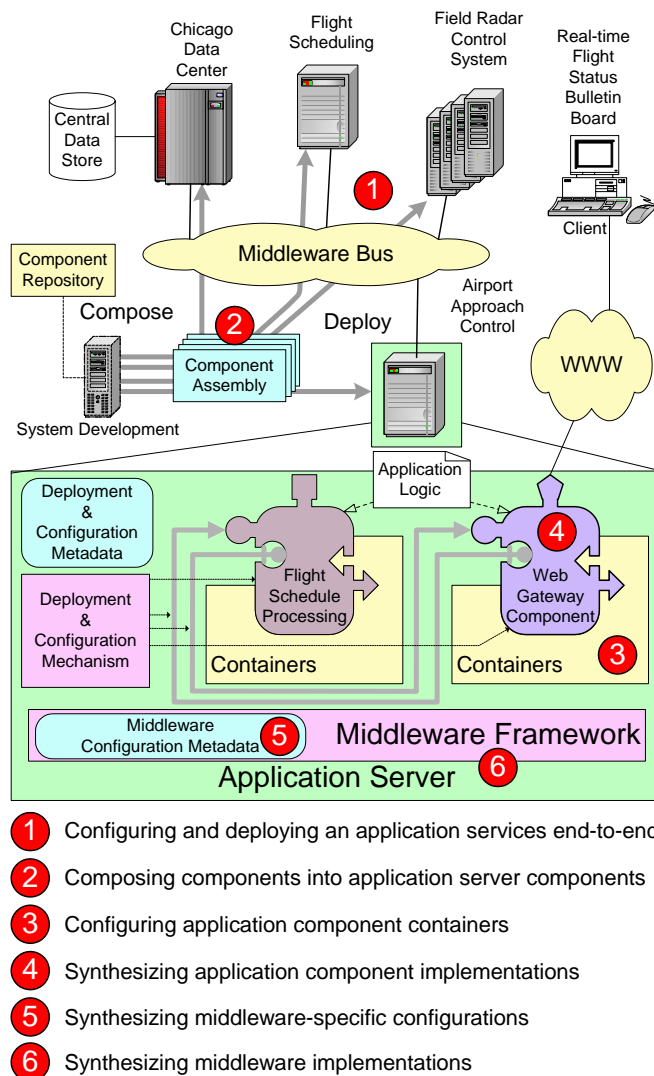 Chicago
Data
Center
Flight
Scheduling
Field Radar
Control
System
Real-time
Flight
Status
Bulletin
Board
Central
Data
Store
1
Client
Middleware Bus
Component
Repository
Compose
2
Deploy
Airport
Approach
Control
WWW
Component
Assembly
System Development
Application
Logic
Deployment
&
Configuration
Metadata
4
Flight
Schedule
Processing
Web
Gateway
Component
Deployment
&
Configuration
Mechanism
Containers
Containers
3
Middleware
Configuration Metadata
5
Middleware Framework
Application Server
6
1 Configuring and deploying an application services end-to-end
2 Composing components into application server components
3 Configuring application component containers
4 Synthesizing application component implementations
5 Synthesizing middleware-specific configurations
6 Synthesizing middleware implementations